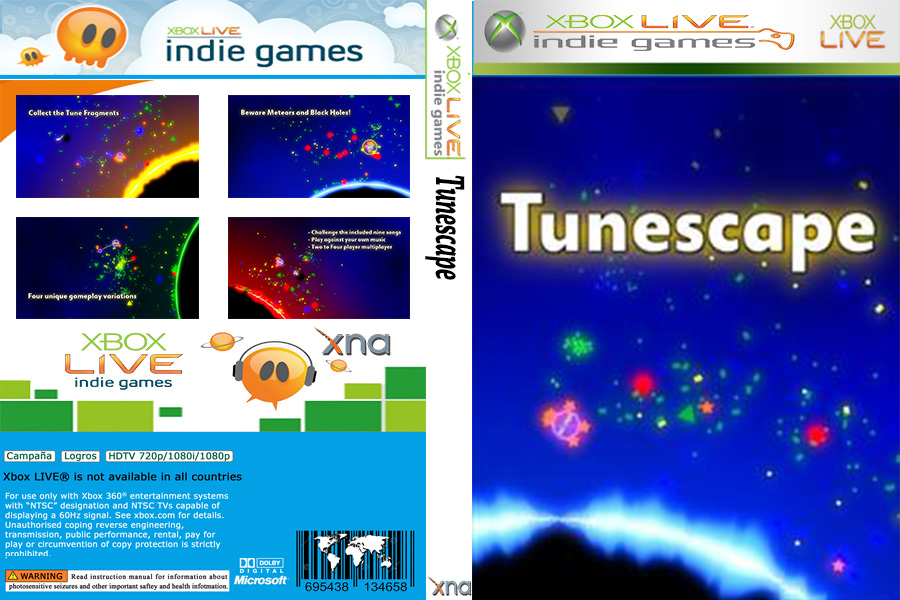 XBOX LIVE
indie games
Collect the Tune Fragments
Beware Meteors and Black Holes!
Four unique gameplay variations
- Challenge the included nine songs
- Play against your own music
- Two to Four player multiplayer
XBOX
LIVE
indie games
xna
Campaña Logros HDTV 720p/1080i/1080p
Xbox LIVE® is not available in all countries
For use only with Xbox 360® entertainment systems
with “NTSC” designation and NTSC TVs capable of
displaying a 60Hz signal. See xbox.com for details.
Unauthorised coping reverse engineering,
transmission, public performance, rental, pay for
play or circumvention of copy protection is strictly
prohibited.
WARNING Read instruction manual for information about
photosensitive seizures and other important saftey and health infotmation.
DOLBY
DIGITAL
Microsoft
695438 134658
XBOX LIVE
indie games
Tunescape
xna
XBOX LIVE
indie games
XBOX
LIVE
Tunescape